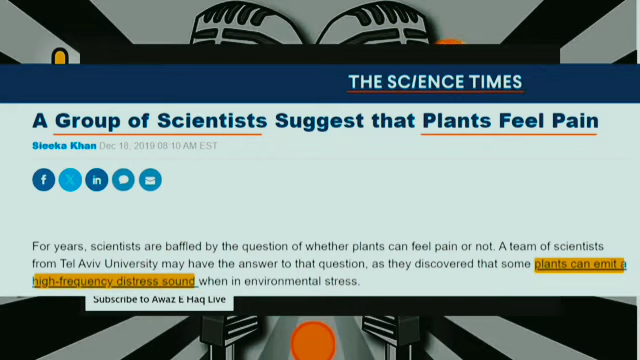 THE SCIENCE TIMES
A Group of Scientists Suggest that Plants Feel Pain
Sieeka Khan Dec 18, 2019 08:10 AM EST
For years, scientists are baffled by the question of whether plants can feel pain or not. A team of scientists
from Tel Aviv University may have the answer to that question, as they discovered that some plants can emit a
high-frequency distress sound when in environmental stress.
Subscribe to Awaz E Haq Live